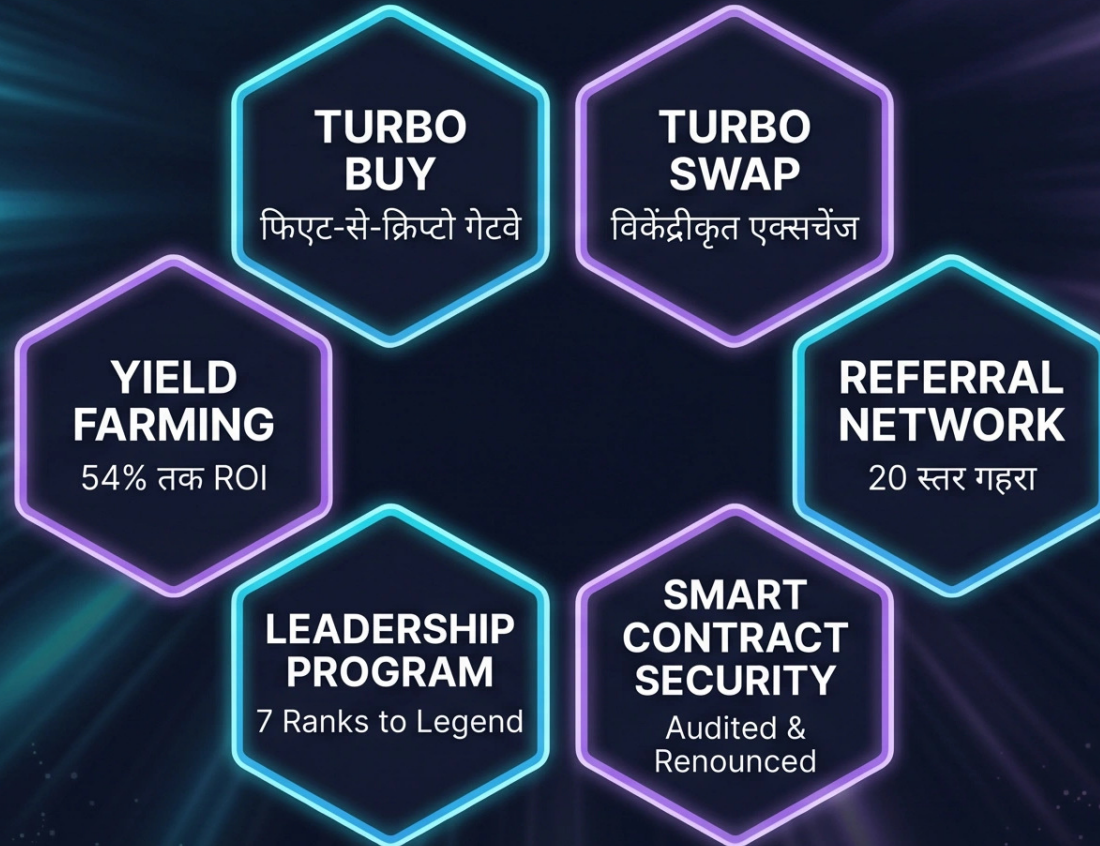 TURBO
BUY
फिएट-से-क्रिप्टो गेटवे
TURBO
SWAP
विकेंद्रीकृत एक्सचेंज
YIELD
FARMING
54% तक ROI
REFERRAL
NETWORK
20 स्तर गहरा
LEADERSHIP
PROGRAM
7 Ranks to Legend
SMART
CONTRACT
SECURITY
Audited &
Renounced